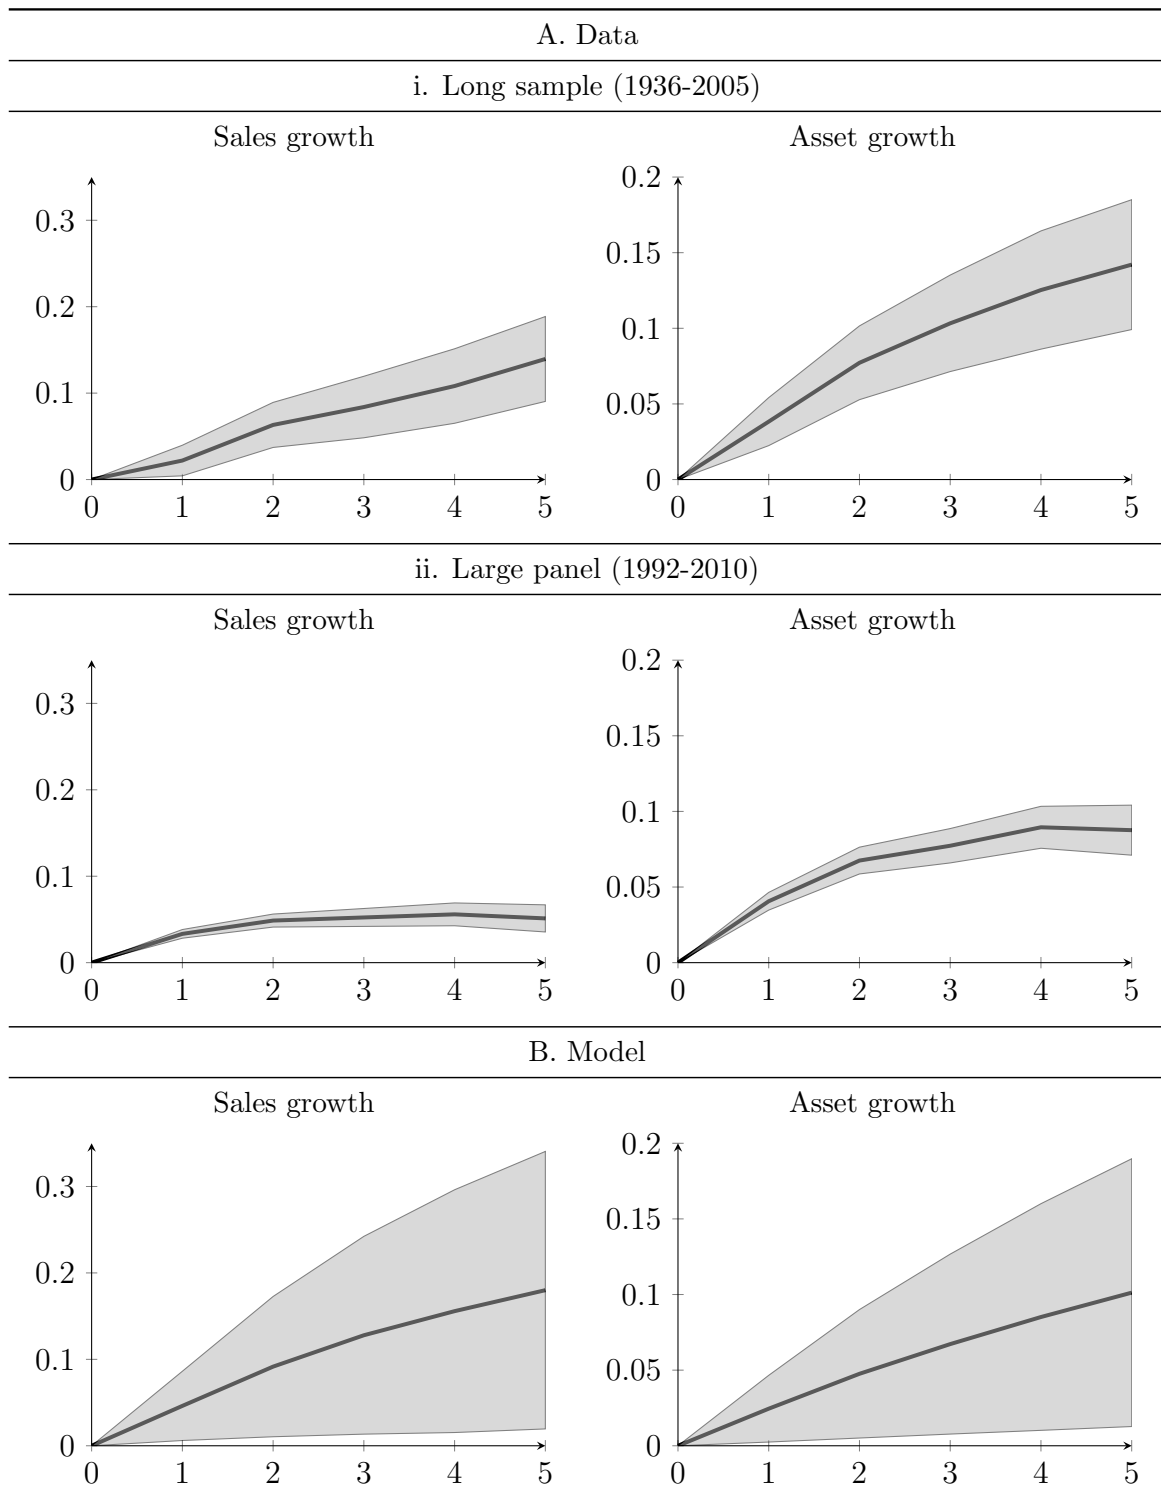 A. Data
i. Long sample (1936-2005)
Sales growth
0.3
0.2
0.1
0
0 1 2 3 4 5
Asset growth
0.2
0.15
0.1
0.05
0
0 1 2 3 4 5
ii. Large panel (1992-2010)
Sales growth
0.3
0.2
0.1
0
0 1 2 3 4 5
Asset growth
0.2
0.15
0.1
0.05
0
0 1 2 3 4 5
B. Model
Sales growth
0.3
0.2
0.1
0
0 1 2 3 4 5
Asset growth
0.2
0.15
0.1
0.05
0
0 1 2 3 4 5